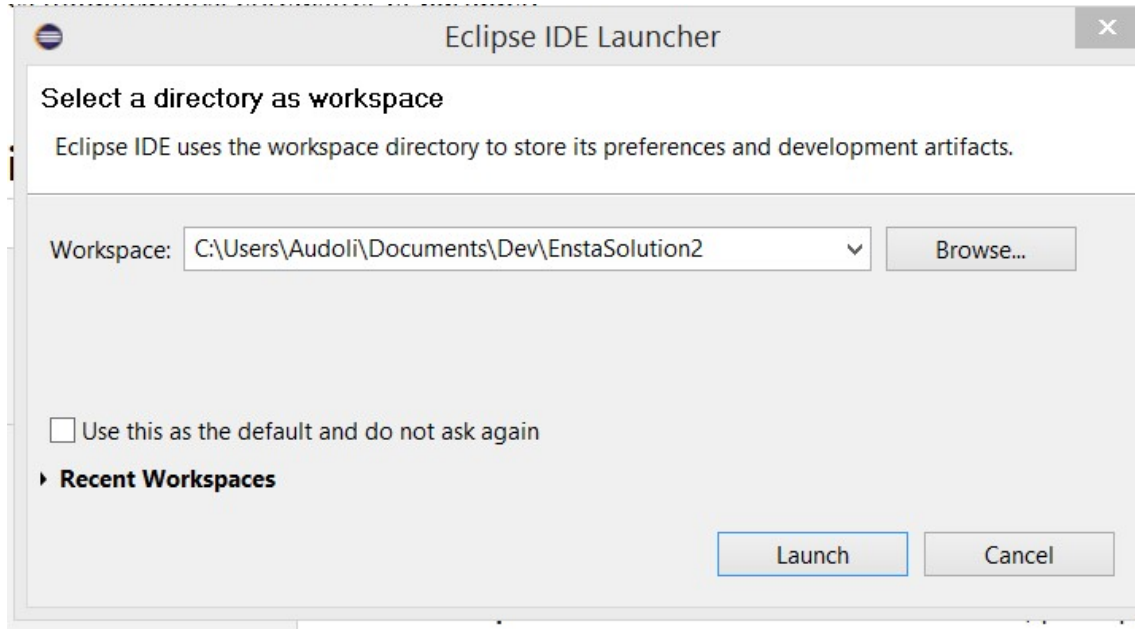 Eclipse IDE Launcher
Select a directory as workspace
Eclipse IDE uses the workspace directory to store its preferences and development artifacts.
Workspace: C:\Users\Audoli\Documents\Dev\EnstaSolution2 Browse...
Use this as the default and do not ask again
Recent Workspaces
Launch Cancel